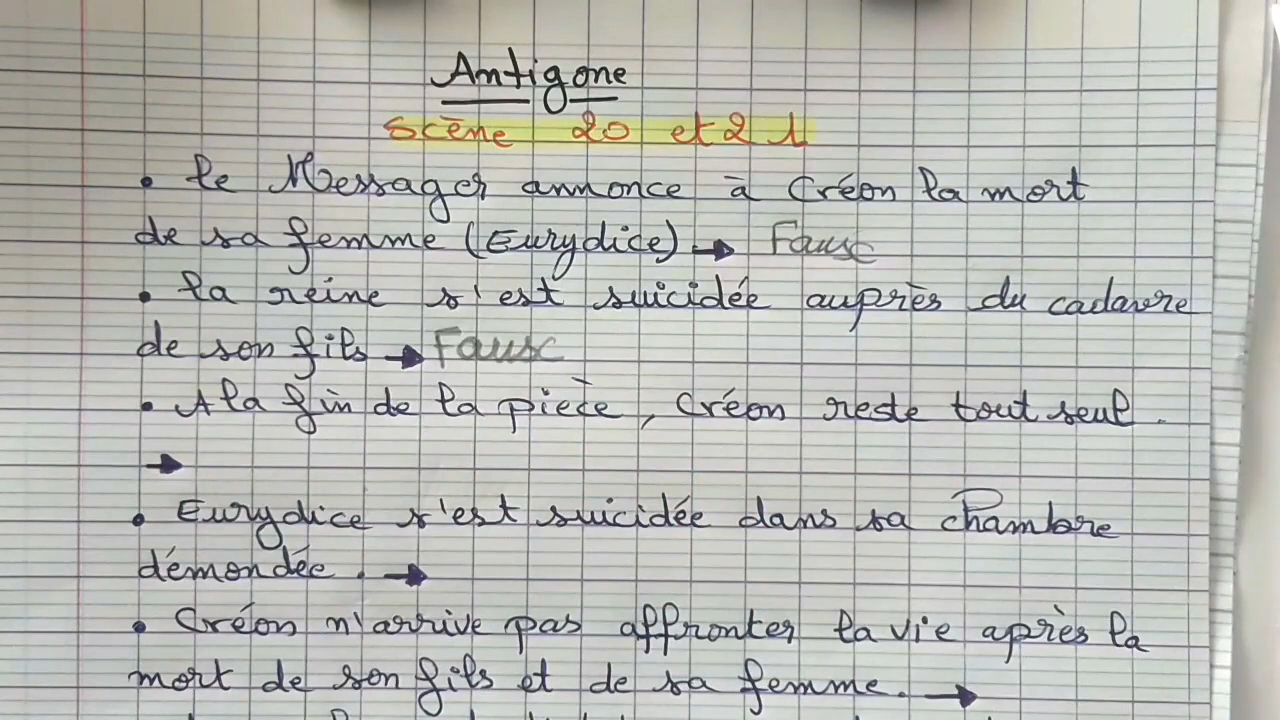 Antigone
Scène 20 et 21
• Le Messager annonce à Créon la mort
de sa femme (Eurydice) → Faux
• La reine s'est suicidée auprès du cadavre
de son fils → Faux
• A la fin de la pièce, Créon reste tout seul.
→
• Eurydice s'est suicidée dans sa chambre
démondée. →
• Créon n'arrive pas affronter la vie après la
mort de son fils et de sa femme. →